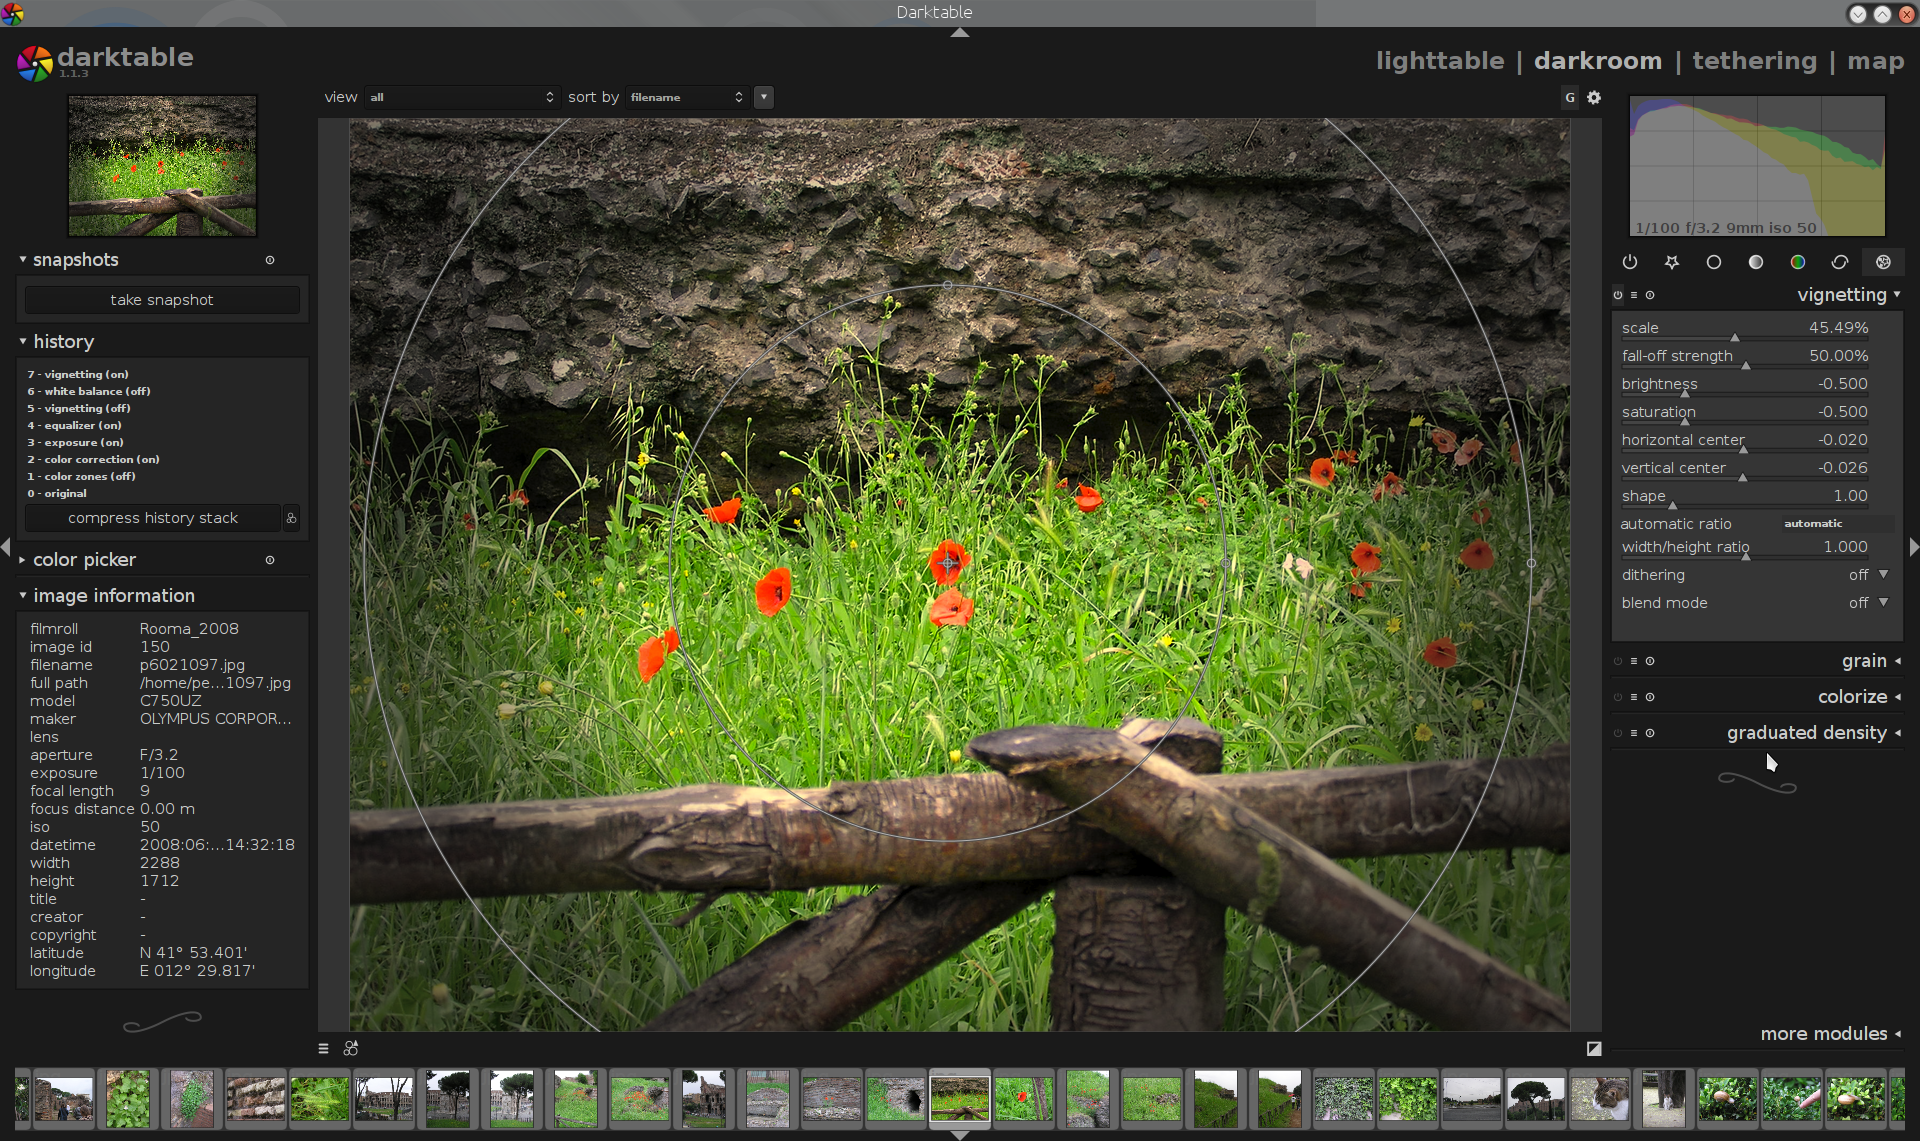 Darktable
darktable
1.1.3
lighttable | darkroom | tethering | map
view all sort by filename
G
1/100 f/3.2 9mm iso 50
snapshots
take snapshot
history
7 - vignetting (on)
6 - white balance (off)
5 - vignetting (off)
4 - equalizer (on)
3 - exposure (on)
2 - color correction (on)
1 - color zones (off)
0 - original
compress history stack
color picker
image information
filmroll Rooma_2008
image id 150
filename p6021097.jpg
full path /home/pe...1097.jpg
model C750UZ
maker OLYMPUS CORPOR...
lens
aperture F/3.2
exposure 1/100
focal length 9
focus distance 0.00 m
iso 50
datetime 2008:06:...14:32:18
width 2288
height 1712
title -
creator -
copyright -
latitude N 41° 53.401'
longitude E 012° 29.817'
vignetting
scale 45.49%
fall-off strength 50.00%
brightness -0.500
saturation -0.500
horizontal center -0.020
vertical center -0.026
shape 1.00
automatic ratio automatic
width/height ratio 1.000
dithering off
blend mode off
grain
colorize
graduated density
more modules